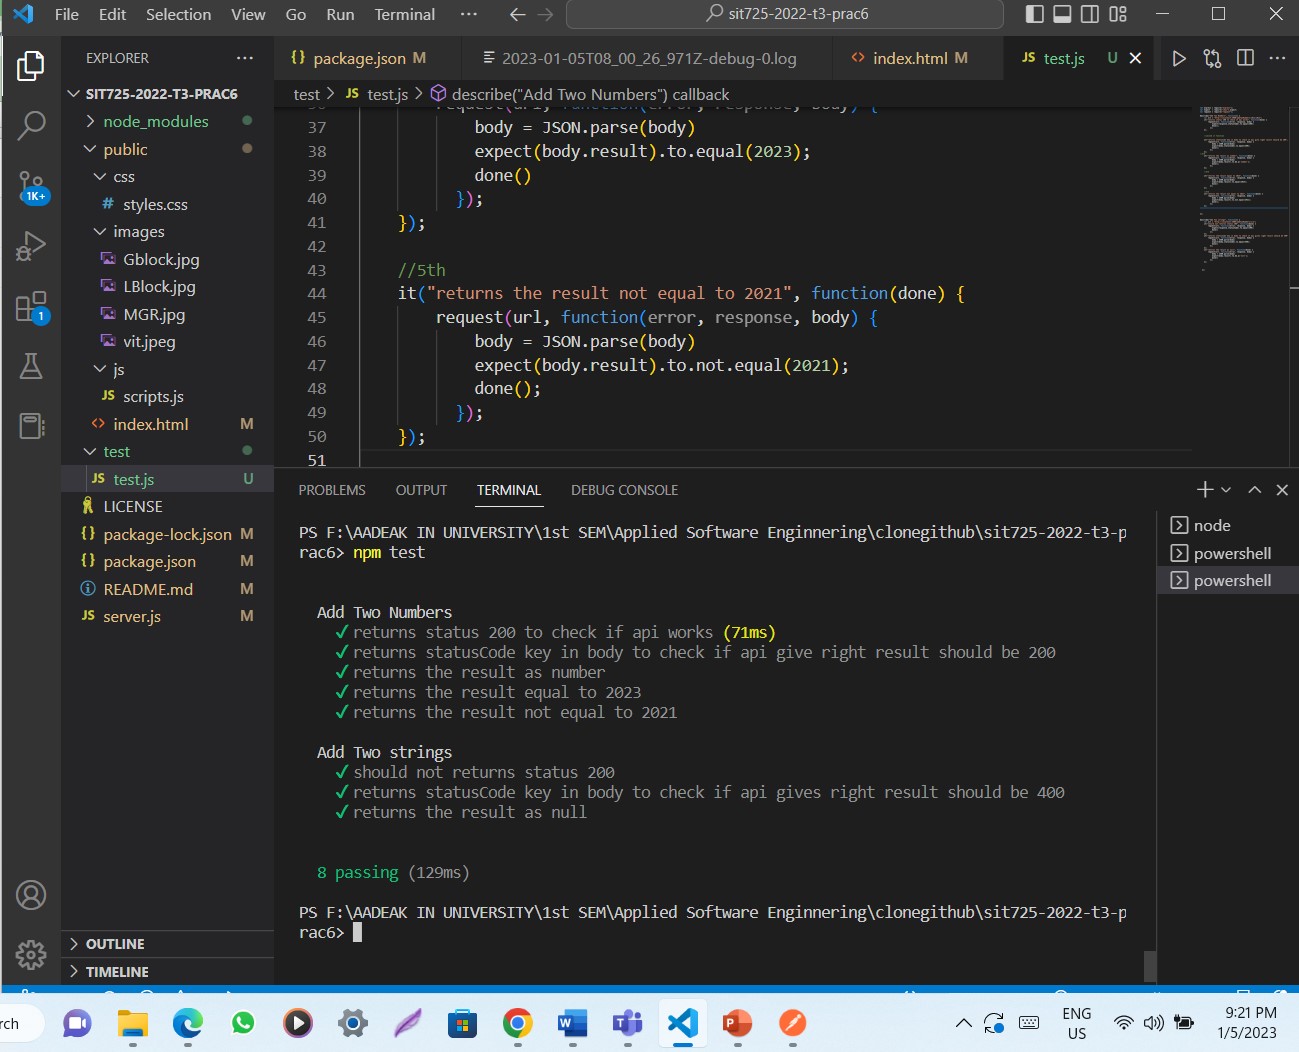 File Edit Selection View Go Run Terminal ··· sit725-2022-t3-prac6
EXPLORER ···
SIT725-2022-T3-PRAC6
node_modules
public
css
# styles.css
images
Gblock.jpg
LBlock.jpg
MGR.jpg
vit.jpeg
js
JS scripts.js
<> index.html M
test
JS test.js U
LICENSE
{} package-lock.json M
{} package.json M
README.md M
JS server.js M
OUTLINE
TIMELINE
1K+
1
{} package.json M 2023-01-05T08_00_26_971Z-debug-0.log <> index.html M JS test.js U
test > JS test.js > describe("Add Two Numbers") callback
request(url, function(error, response, body) {
37 body = JSON.parse(body)
38 expect(body.result).to.equal(2023);
39 done()
40 });
41 });
42
43 //5th
44 it("returns the result not equal to 2021", function(done) {
45 request(url, function(error, response, body) {
46 body = JSON.parse(body)
47 expect(body.result).to.not.equal(2021);
48 done();
49 });
50 });
51
PROBLEMS OUTPUT TERMINAL DEBUG CONSOLE
PS F:\AADEAK IN UNIVERSITY\1st SEM\Applied Software Enginnering\clonegithub\sit725-2022-t3-p
rac6> npm test
Add Two Numbers
✓ returns status 200 to check if api works (71ms)
✓ returns statusCode key in body to check if api give right result should be 200
✓ returns the result as number
✓ returns the result equal to 2023
✓ returns the result not equal to 2021
Add Two strings
✓ should not returns status 200
✓ returns statusCode key in body to check if api gives right result should be 400
✓ returns the result as null
8 passing (129ms)
PS F:\AADEAK IN UNIVERSITY\1st SEM\Applied Software Enginnering\clonegithub\sit725-2022-t3-p
rac6>
node
powershell
powershell
rch
ENG
US
9:21 PM
1/5/2023